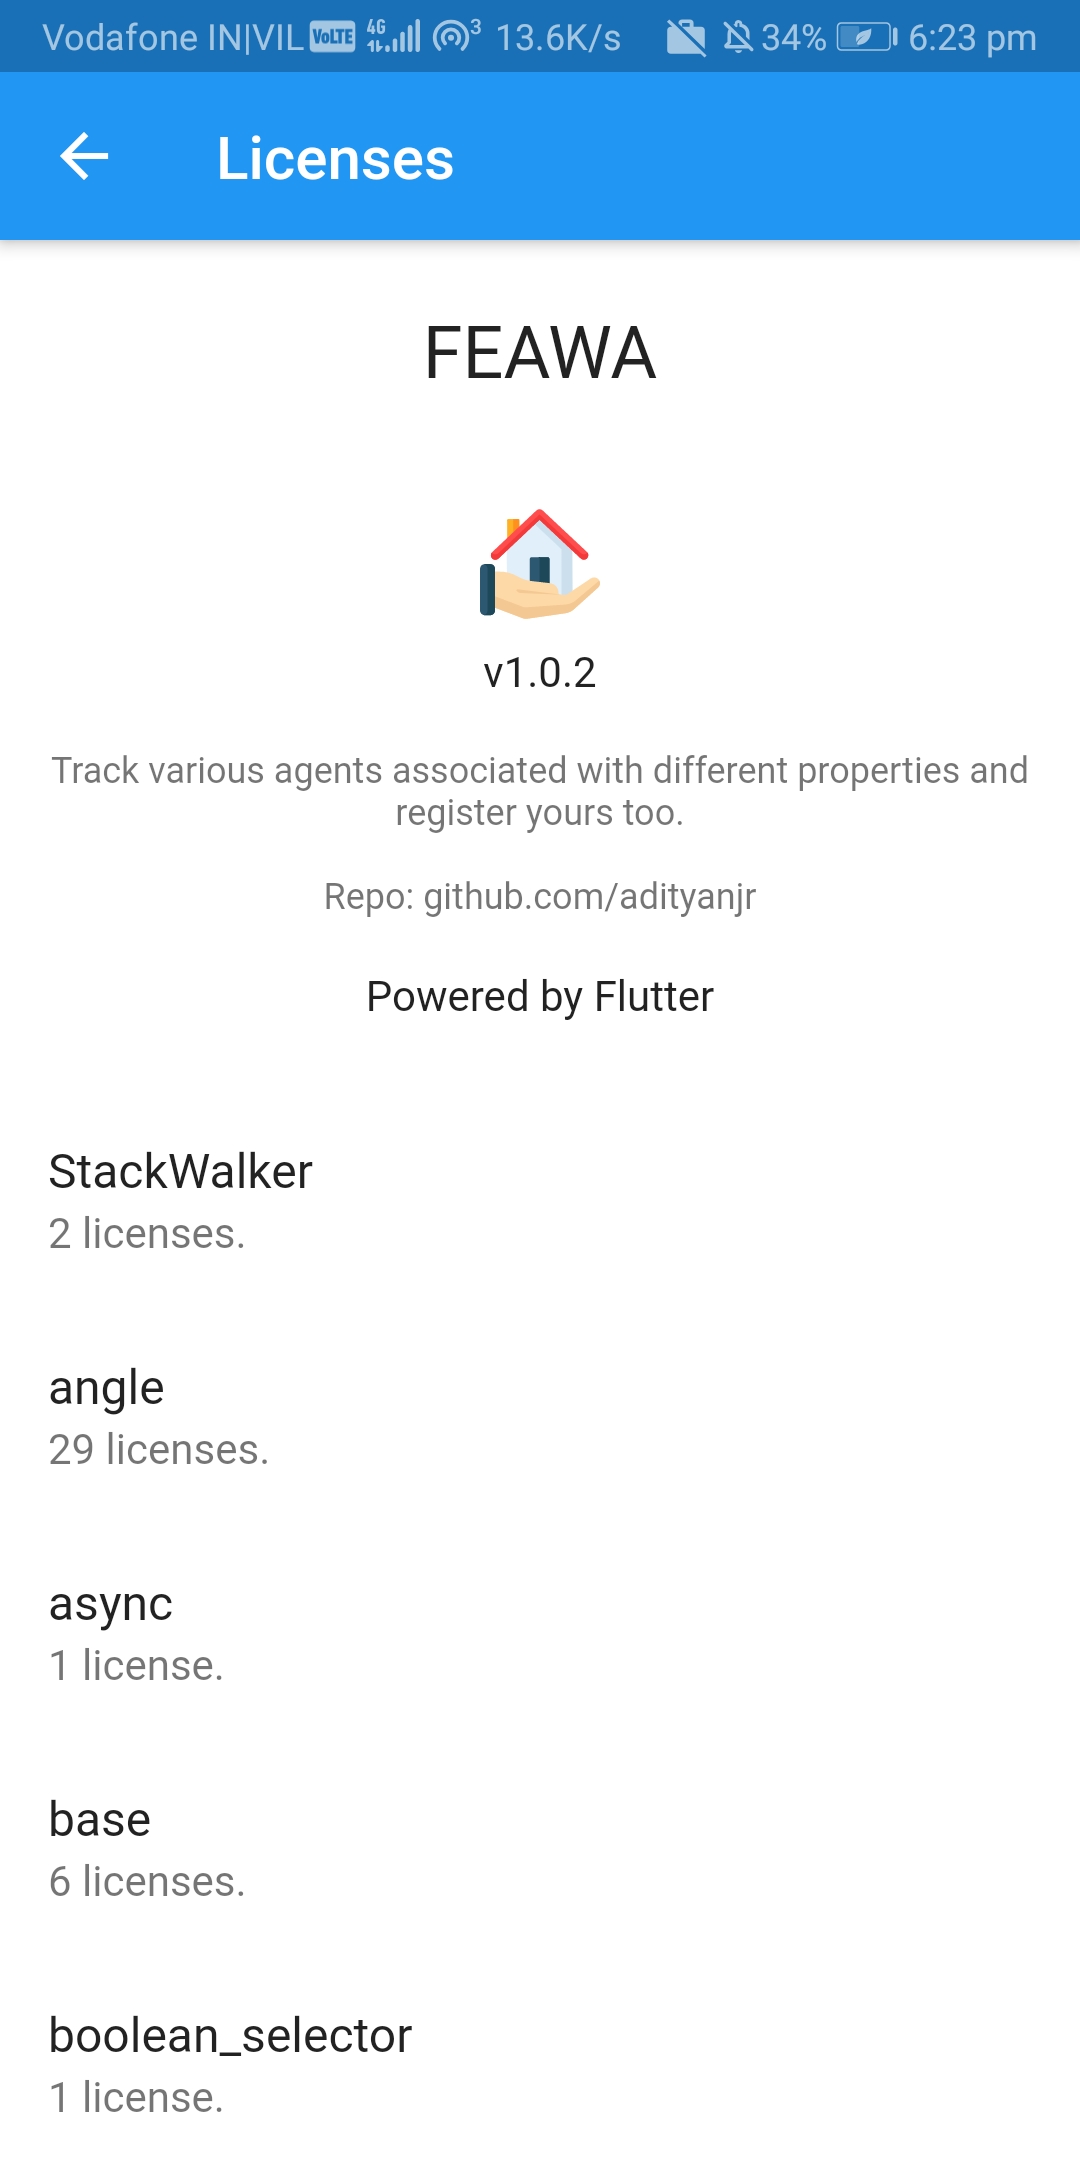 Vodafone IN|VIL VoLTE 4G 3 13.6K/s 34% 6:23 pm
Licenses
FEAWA
v1.0.2
Track various agents associated with different properties and
register yours too.
Repo: github.com/adityanjr
Powered by Flutter
StackWalker
2 licenses.
angle
29 licenses.
async
1 license.
base
6 licenses.
boolean_selector
1 license.